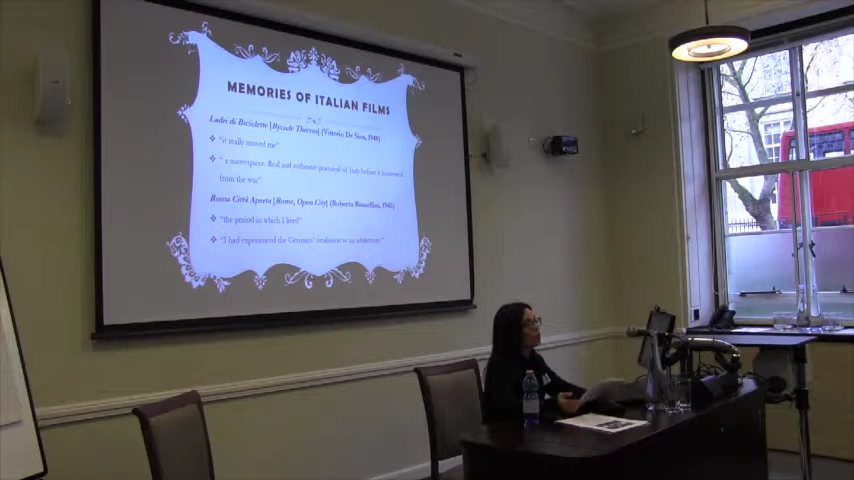 MEMORIES OF ITALIAN FILMS
Ladri di Biciclette [Bicycle Thieves] (Vittorio De Sica, 1948)
"it really moved me"
"a masterpiece. Real and authentic portrayal of Italy before it recovered
from the war"
Roma Città Aperta [Rome, Open City] (Roberto Rossellini, 1945)
"the period in which I lived"
"I had experienced the Germans' as an adolescent"